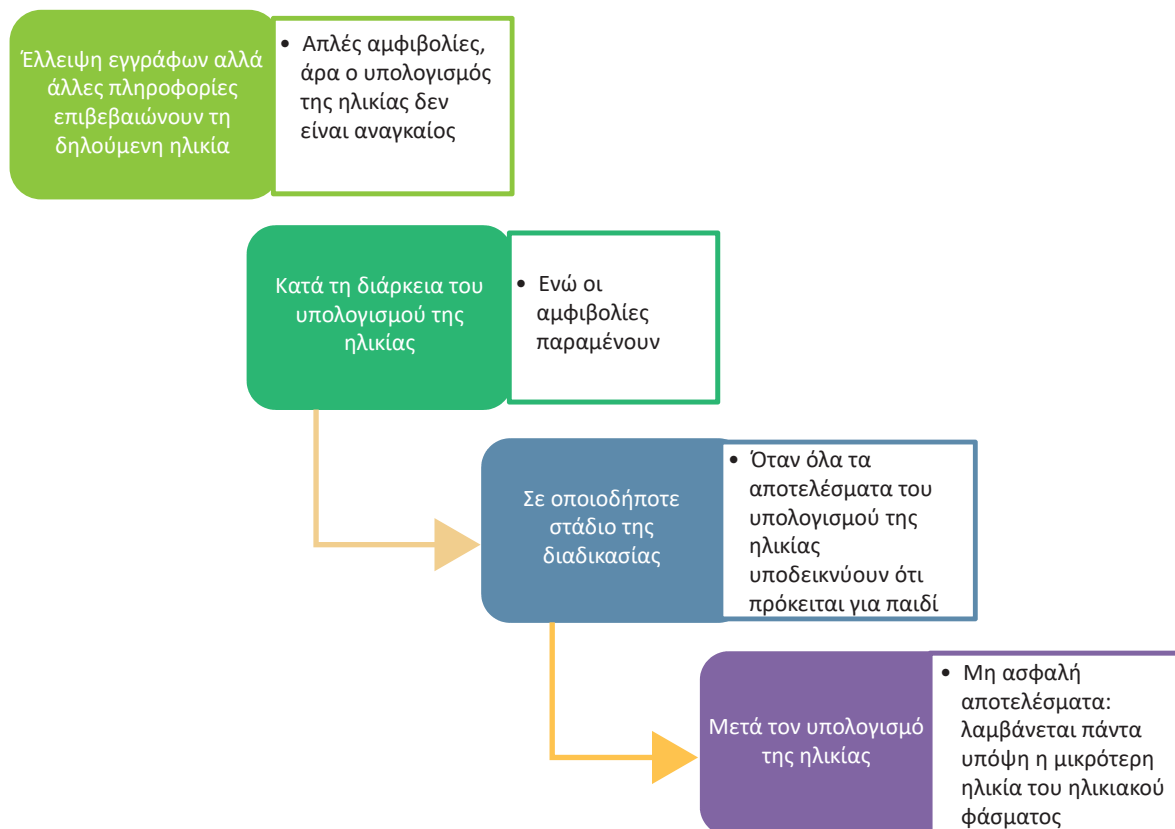 Έλλειψη εγγράφων αλλά
άλλες πληροφορίες
επιβεβαιώνουν τη
δηλούμενη ηλικία
• Απλές αμφιβολίες,
άρα ο υπολογισμός
της ηλικίας δεν
είναι αναγκαίος
Κατά τη διάρκεια του
υπολογισμού της
ηλικίας
• Ενώ οι
αμφιβολίες
παραμένουν
Σε οποιοδήποτε
στάδιο της
διαδικασίας
• Όταν όλα τα
αποτελέσματα του
υπολογισμού της
ηλικίας
υποδεικνύουν ότι
πρόκειται για παιδί
Μετά τον υπολογισμό
της ηλικίας
• Μη ασφαλή
αποτελέσματα:
λαμβάνεται πάντα
υπόψη η μικρότερη
ηλικία του ηλικιακού
φάσματος